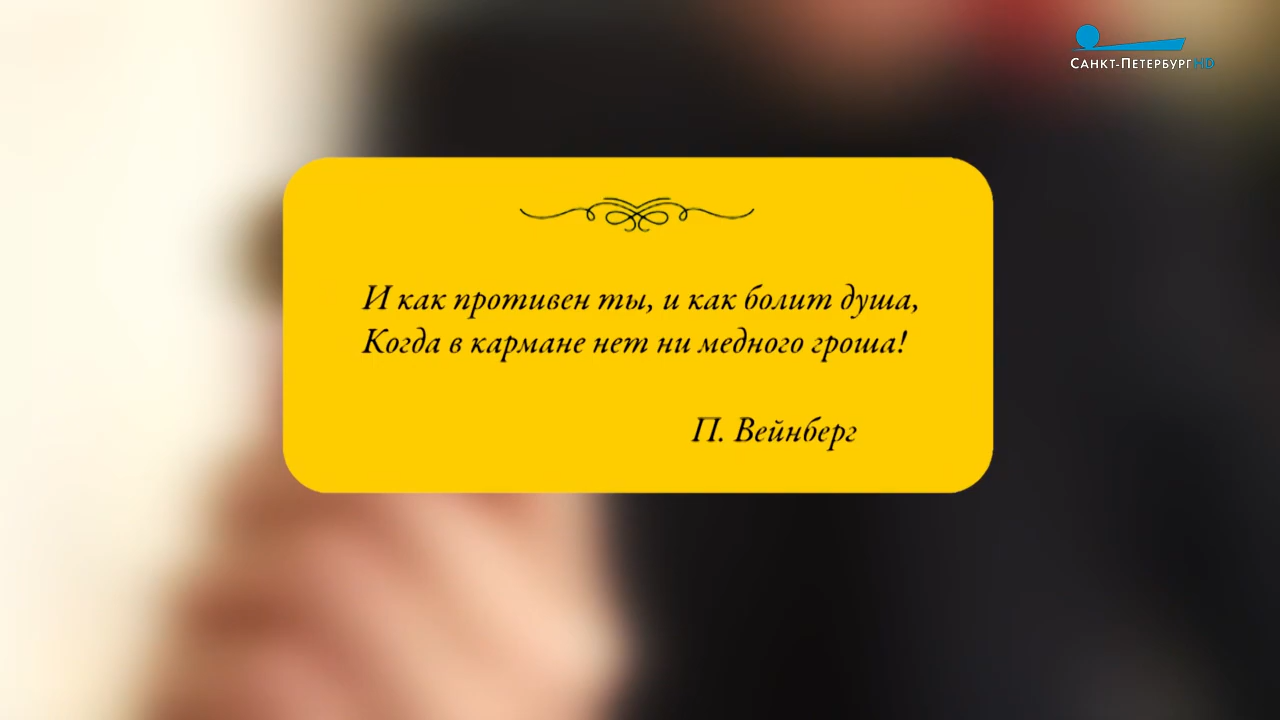 Санкт-Петербург HD
И как противен ты, и как болит душа,
Когда в кармане нет ни медного гроша!
П. Вейнберг